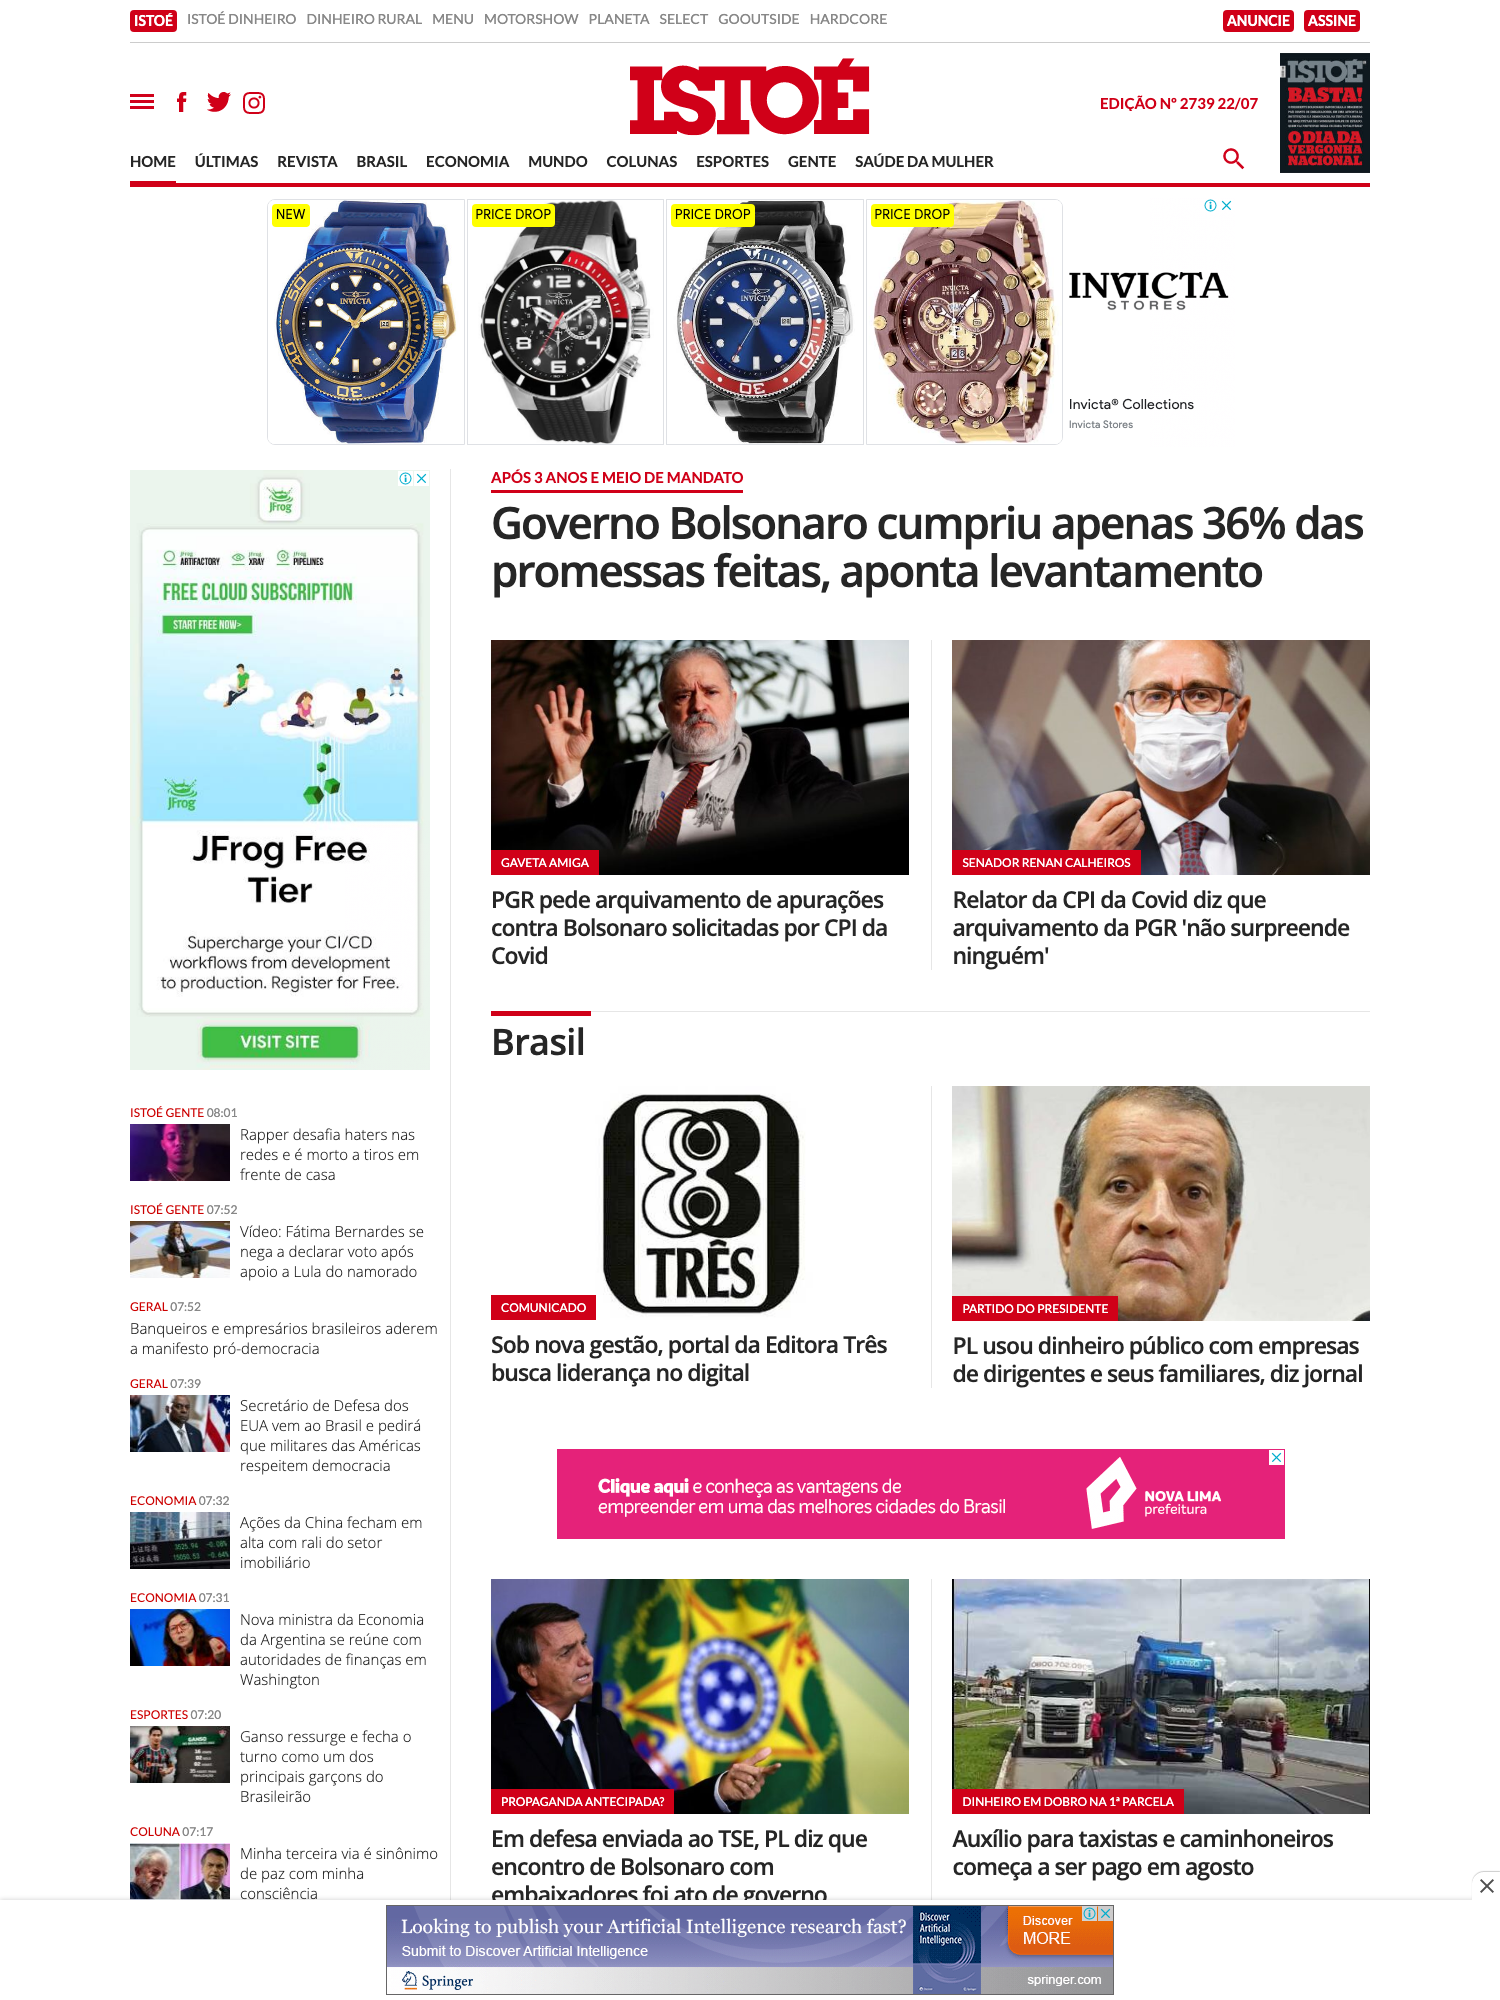 ISTOÉ ISTOÉ DINHEIRO DINHEIRO RURAL MENU MOTORSHOW PLANETA SELECT GOOUTSIDE HARDCORE ANUNCIE ASSINE
ISTOÉ
EDIÇÃO Nº 2739 22/07
ISTOÉ
BASTA!
O DIA DA
VERGONHA
NACIONAL
HOME ÚLTIMAS REVISTA BRASIL ECONOMIA MUNDO COLUNAS ESPORTES GENTE SAÚDE DA MULHER
NEW
PRICE DROP
PRICE DROP
PRICE DROP
INVICTA
STORES
Invicta® Collections
Invicta Stores
JFrog
JFrog ARTIFACTORY JFrog XRAY JFrog PIPELINES
FREE CLOUD SUBSCRIPTION
START FREE NOW>
JFrog
JFrog Free
Tier
Supercharge your CI/CD
workflows from development
to production. Register for Free.
VISIT SITE
ISTOÉ GENTE 08:01
Rapper desafia haters nas
redes e é morto a tiros em
frente de casa
ISTOÉ GENTE 07:52
Vídeo: Fátima Bernardes se
nega a declarar voto após
apoio a Lula do namorado
GERAL 07:52
Banqueiros e empresários brasileiros aderem
a manifesto pró-democracia
GERAL 07:39
Secretário de Defesa dos
EUA vem ao Brasil e pedirá
que militares das Américas
respeitem democracia
ECONOMIA 07:32
Ações da China fecham em
alta com rali do setor
imobiliário
ECONOMIA 07:31
Nova ministra da Economia
da Argentina se reúne com
autoridades de finanças em
Washington
ESPORTES 07:20
GANSO
Ganso ressurge e fecha o
turno como um dos
principais garçons do
Brasileirão
COLUNA 07:17
Minha terceira via é sinônimo
de paz com minha
consciência
APÓS 3 ANOS E MEIO DE MANDATO
Governo Bolsonaro cumpriu apenas 36% das
promessas feitas, aponta levantamento
GAVETA AMIGA
PGR pede arquivamento de apurações
contra Bolsonaro solicitadas por CPI da
Covid
SENADOR RENAN CALHEIROS
Relator da CPI da Covid diz que
arquivamento da PGR 'não surpreende
ninguém'
Brasil
TRÊS
COMUNICADO
Sob nova gestão, portal da Editora Três
busca liderança no digital
PARTIDO DO PRESIDENTE
PL usou dinheiro público com empresas
de dirigentes e seus familiares, diz jornal
Clique aqui e conheça as vantagens de
empreender em uma das melhores cidades do Brasil
NOVA LIMA
prefeitura
PROPAGANDA ANTECIPADA?
Em defesa enviada ao TSE, PL diz que
encontro de Bolsonaro com
embaixadores foi ato de governo
DINHEIRO EM DOBRO NA 1ª PARCELA
Auxílio para taxistas e caminhoneiros
começa a ser pago em agosto
Looking to publish your Artificial Intelligence research fast?
Submit to Discover Artificial Intelligence
Springer
Discover
Artificial
Intelligence
Discover
MORE
springer.com